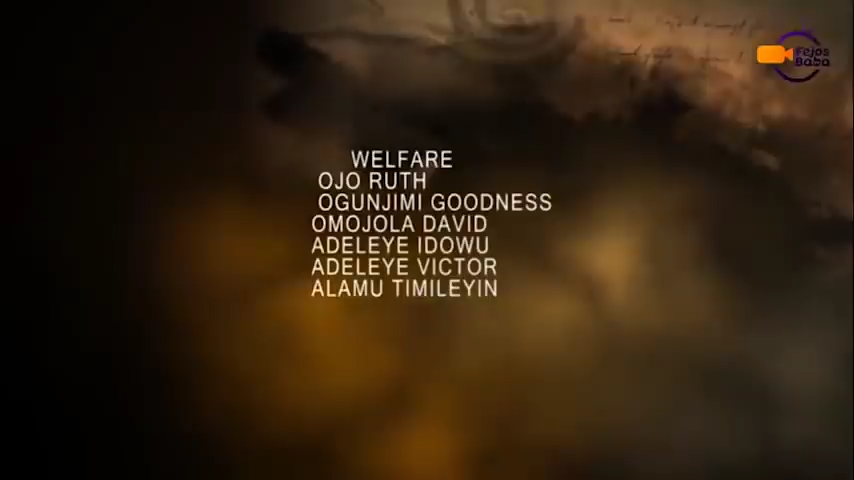 Fejos
Baba
WELFARE
OJO RUTH
OGUNJIMI GOODNESS
OMOJOLA DAVID
ADELEYE IDOWU
ADELEYE VICTOR
ALAMU TIMILEYIN